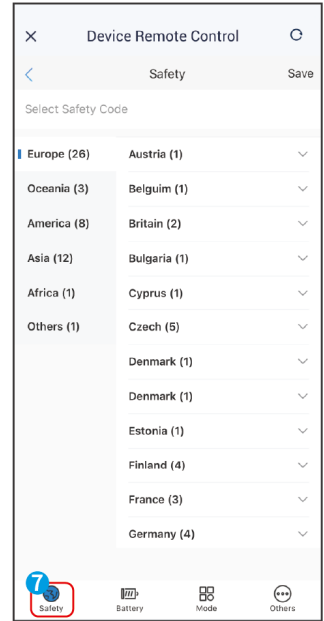 Device Remote Control
Safety Save
Select Safety Code
Europe (26) Austria (1)
Oceania (3) Belguim (1)
America (8) Britain (2)
Asia (12) Bulgaria (1)
Africa (1) Cyprus (1)
Others (1) Czech (5)
Denmark (1)
Denmark (1)
Estonia (1)
Finland (4)
France (3)
Germany (4)
7
Safety Battery Mode Others